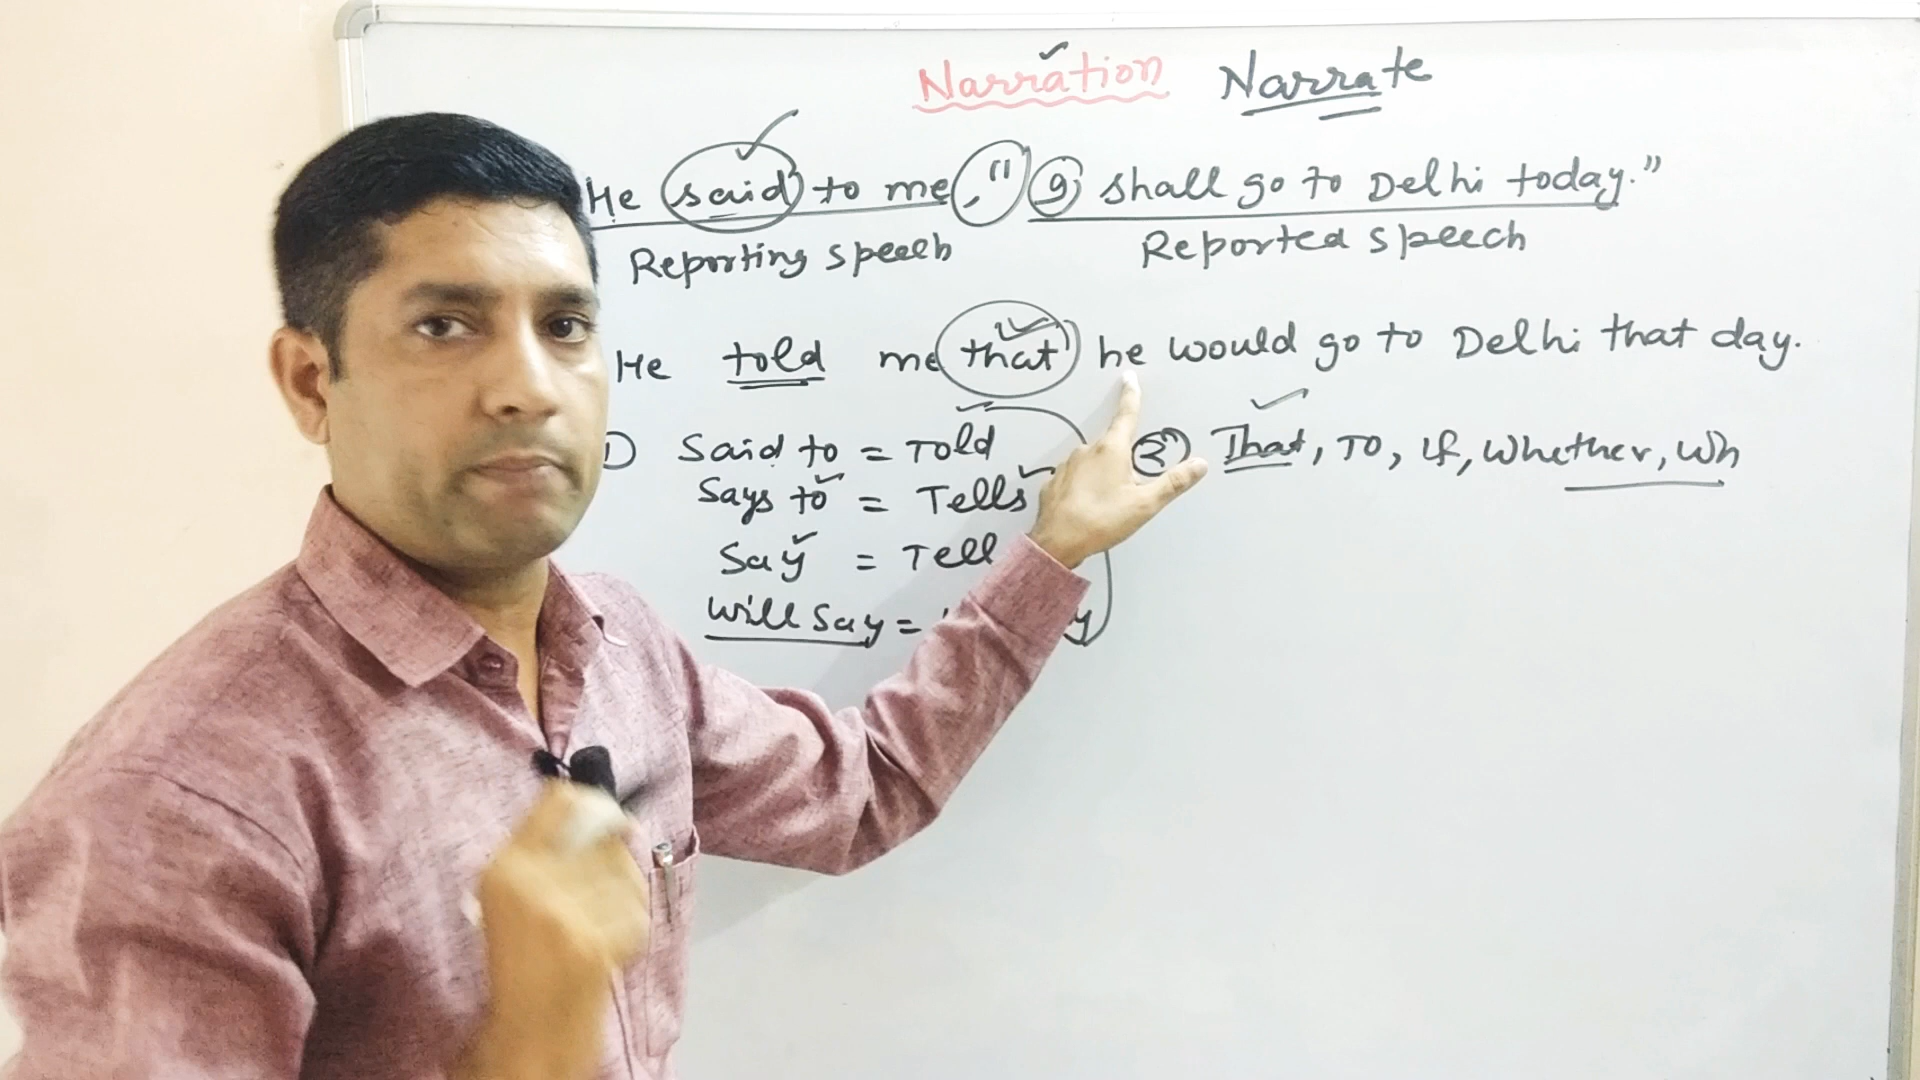 Narration Narrate
He said to me, "I shall go to Delhi today."
Reporting speech Reported speech
He told me that he would go to Delhi that day.
1) Said to = Told
Says to = Tells
Say = Tell
Will Say =
2) That, To, If, Whether, Wh